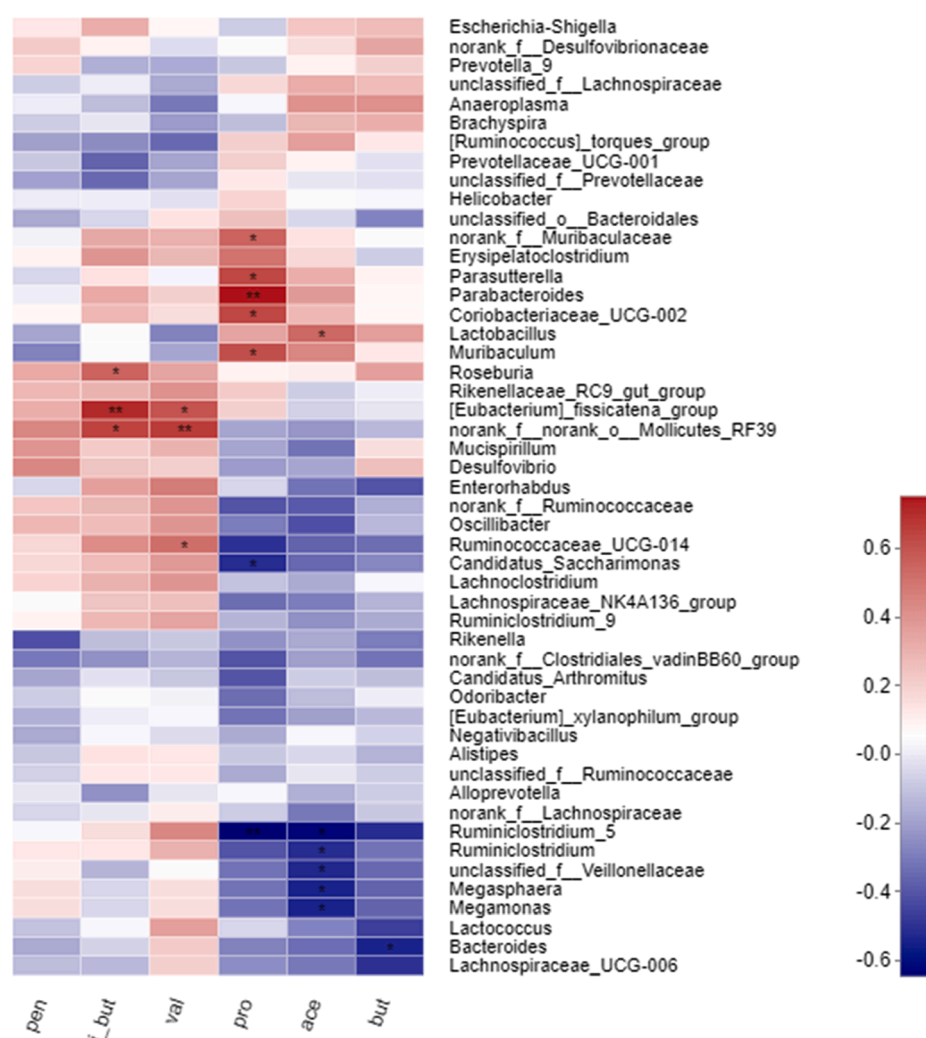 Escherichia-Shigella
norank_f__Desulfovibrionaceae
Prevotella_9
unclassified_f__Lachnospiraceae
Anaeroplasma
Brachyspira
[Ruminococcus]_torques_group
Prevotellaceae_UCG-001
unclassified_f__Prevotellaceae
Helicobacter
unclassified_o__Bacteroidales
* norank_f__Muribaculaceae
Erysipelatoclostridium
* Parasutterella
** Parabacteroides
* Coriobacteriaceae_UCG-002
* Lactobacillus
* Muribaculum
* Roseburia
Rikenellaceae_RC9_gut_group
** * [Eubacterium]_fissicatena_group
* ** norank_f__norank_o__Mollicutes_RF39
Mucispirillum
Desulfovibrio
Enterorhabdus
norank_f__Ruminococcaceae
Oscillibacter
* Ruminococcaceae_UCG-014
* Candidatus_Saccharimonas
Lachnoclostridium
Lachnospiraceae_NK4A136_group
Ruminiclostridium_9
Rikenella
norank_f__Clostridiales_vadinBB60_group
Candidatus_Arthromitus
Odoribacter
[Eubacterium]_xylanophilum_group
Negativibacillus
Alistipes
unclassified_f__Ruminococcaceae
Alloprevotella
norank_f__Lachnospiraceae
** * Ruminiclostridium_5
* Ruminiclostridium
* unclassified_f__Veillonellaceae
* Megasphaera
* Megamonas
Lactococcus
* Bacteroides
Lachnospiraceae_UCG-006
0.6
0.4
0.2
-0.0
-0.2
-0.4
-0.6
pen
_but
val
pro
ace
but